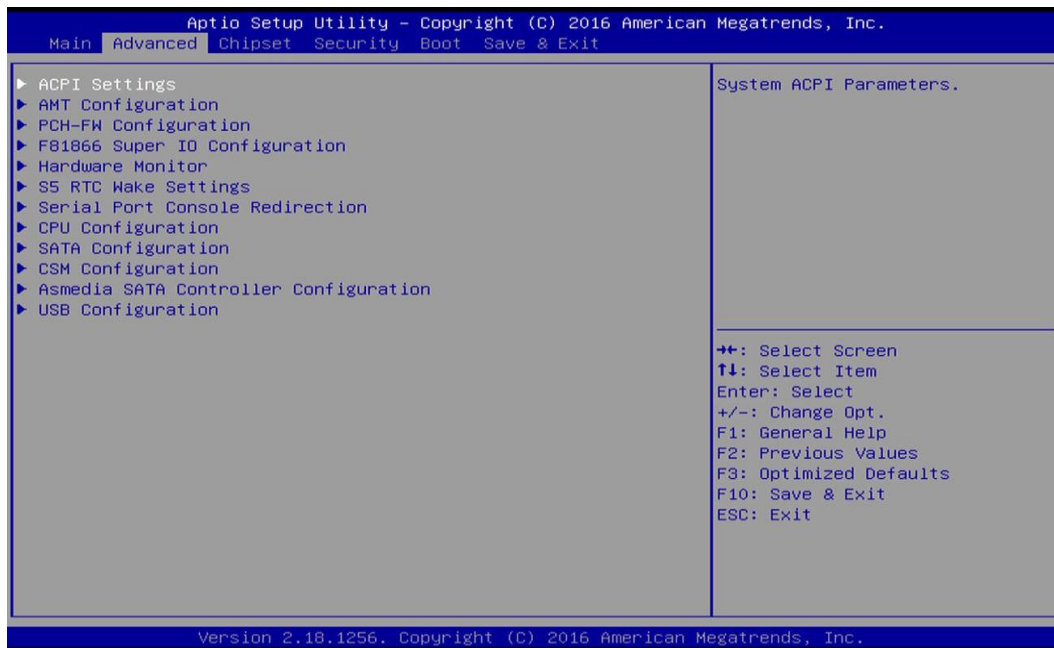 Aptio Setup Utility – Copyright (C) 2016 American Megatrends, Inc.
Main Advanced Chipset Security Boot Save & Exit
▶ ACPI Settings
▶ AMT Configuration
▶ PCH-FW Configuration
▶ F81866 Super IO Configuration
▶ Hardware Monitor
▶ S5 RTC Wake Settings
▶ Serial Port Console Redirection
▶ CPU Configuration
▶ SATA Configuration
▶ CSM Configuration
▶ Asmedia SATA Controller Configuration
▶ USB Configuration
System ACPI Parameters.
→←: Select Screen
↑↓: Select Item
Enter: Select
+/-: Change Opt.
F1: General Help
F2: Previous Values
F3: Optimized Defaults
F10: Save & Exit
ESC: Exit
Version 2.18.1256. Copyright (C) 2016 American Megatrends, Inc.